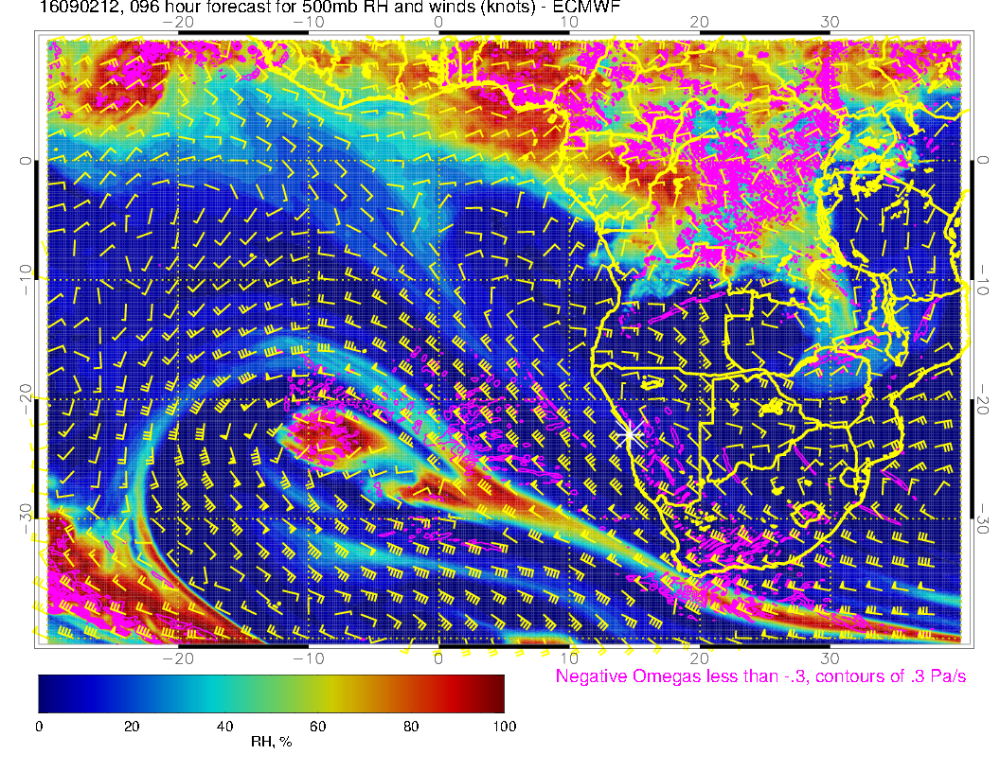 16090212, 096 hour forecast for 500mb RH and winds (knots) - ECMWF
−20 −10 0 10 20 30
0 0
−10 −10
−20 −20
−30 −30
−20 −10 0 10 20 30
Negative Omegas less than -.3, contours of .3 Pa/s
0 20 40 60 80 100
RH, %